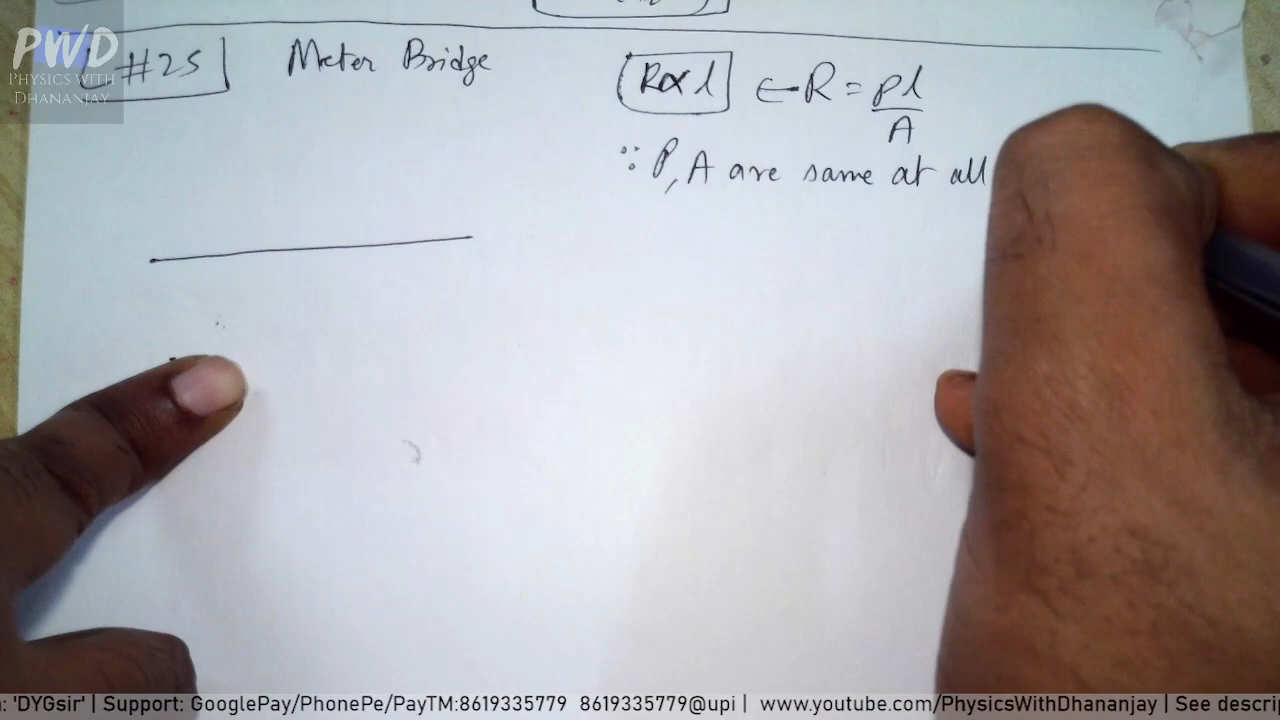 PWD
PHYSICS WITH
DHANANJAY
L#25 Meter Bridge
R∝l ← R = ρl/A
∵ ρ, A are same at all
: 'DYGsir' | Support: GooglePay/PhonePe/PayTM:8619335779 8619335779@upi | www.youtube.com/PhysicsWithDhananjay | See descri